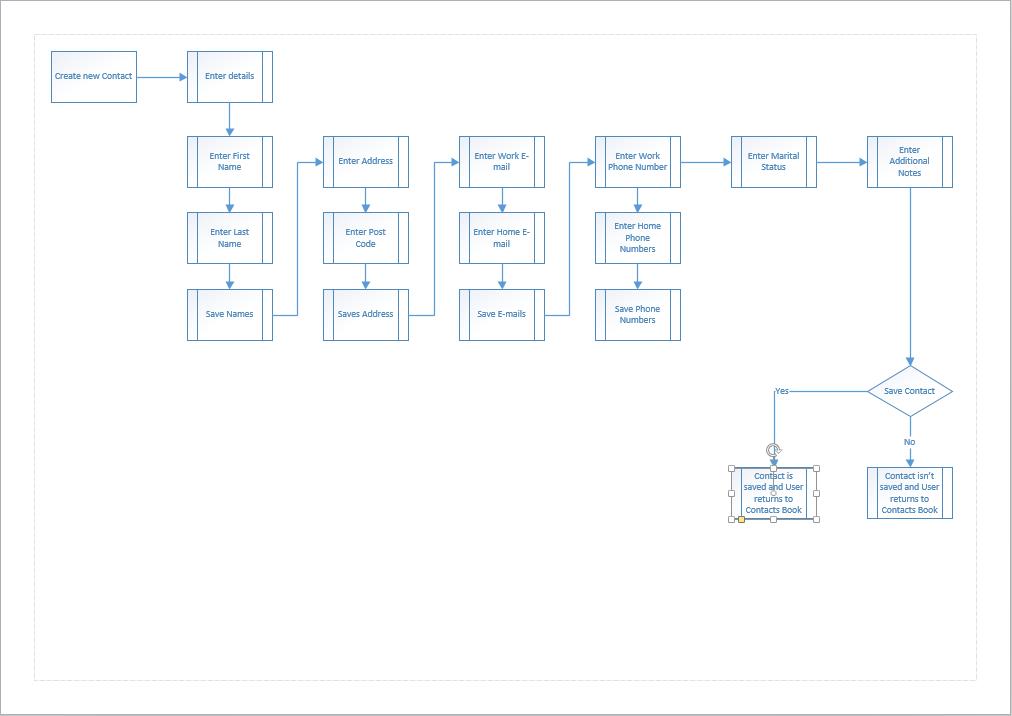 Create new Contact
Enter details
Enter First
Name
Enter Last
Name
Save Names
Enter Address
Enter Post
Code
Saves Address
Enter Work E-
mail
Enter Home E-
mail
Save E-mails
Enter Work
Phone Number
Enter Home
Phone
Numbers
Save Phone
Numbers
Enter Marital
Status
Enter
Additional
Notes
Save Contact
Yes
No
Contact is
saved and User
returns to
Contacts Book
Contact isn't
saved and User
returns to
Contacts Book